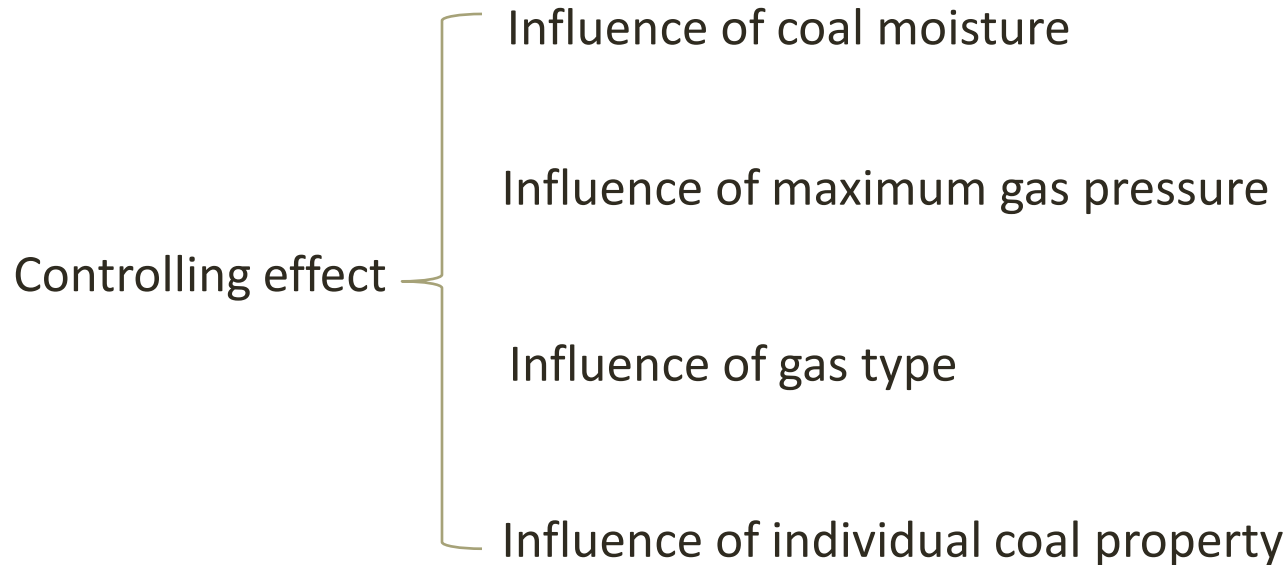 Influence of coal moisture
Influence of maximum gas pressure
Controlling effect
Influence of gas type
Influence of individual coal property